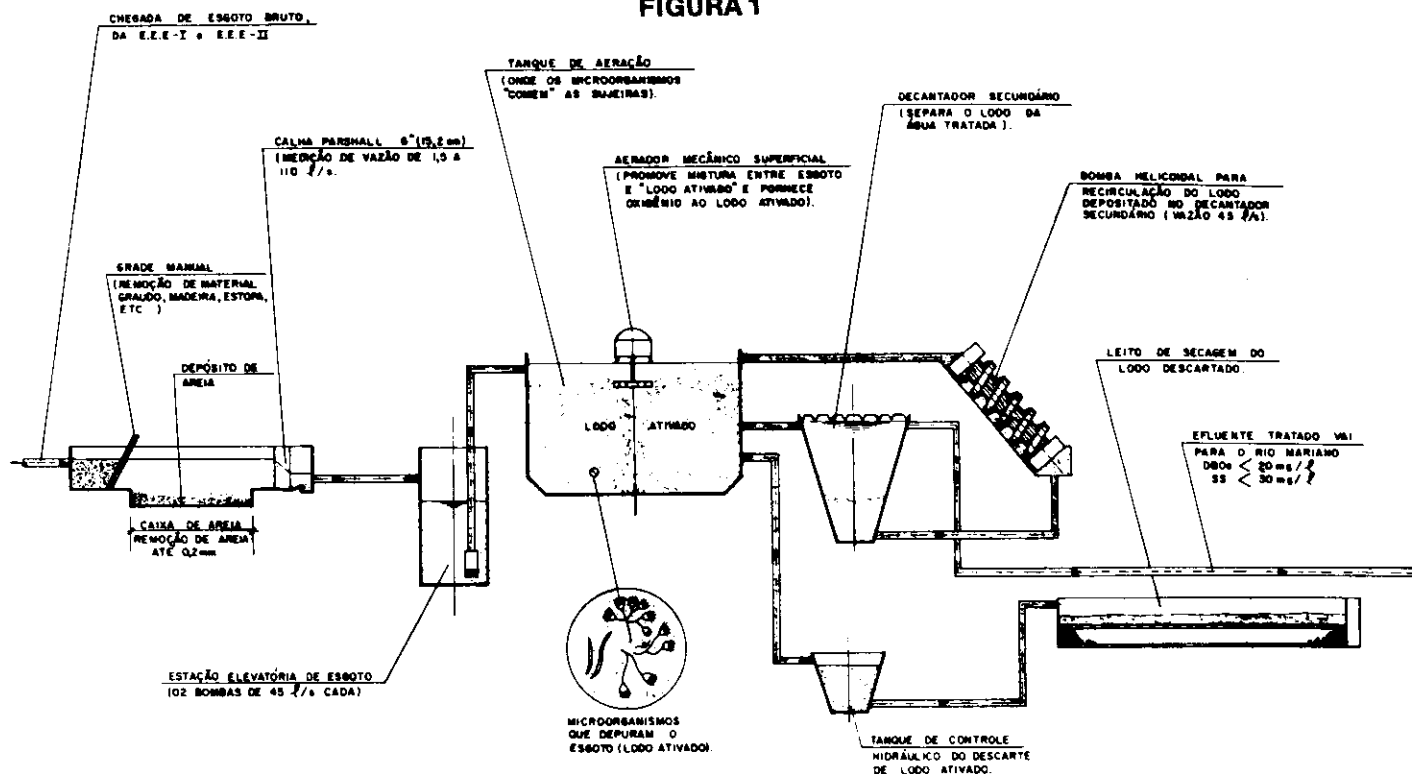 FIGURA 1
CHEGADA DE ESGOTO BRUTO,
DA E.E.E-I e E.E.E-II
TANQUE DE AERAÇÃO
(ONDE OS MICROORGANISMOS
"COMEM" AS SUJEIRAS).
DECANTADOR SECUNDÁRIO
(SEPARA O LODO DA
ÁGUA TRATADA).
CALHA PARSHALL 6"(15,2 cm)
(MEDIÇÃO DE VAZÃO DE 1,5 A
110 ℓ/s.
AERADOR MECÂNICO SUPERFICIAL
(PROMOVE MISTURA ENTRE ESGOTO
E "LODO ATIVADO" E FORNECE
OXIGÊNIO AO LODO ATIVADO).
BOMBA HELICOIDAL PARA
RECIRCULAÇÃO DO LODO
DEPOSITADO NO DECANTADOR
SECUNDÁRIO (VAZÃO 45 ℓ/s).
GRADE MANUAL
(REMOÇÃO DE MATERIAL
GRAUDO, MADEIRA, ESTOPA,
ETC )
DEPÓSITO DE
AREIA
LEITO DE SECAGEM DO
LODO DESCARTADO.
LODO ATIVADO
EFLUENTE TRATADO VAI
PARA O RIO MARIANO
DBO₅ < 20 mg/ℓ
SS < 30 mg/ℓ
CAIXA DE AREIA
REMOÇÃO DE AREIA
ATÉ 0,2mm
ESTAÇÃO ELEVATÓRIA DE ESGOTO
(02 BOMBAS DE 45 ℓ/s CADA)
MICROORGANISMOS
QUE DEPURAM O
ESGOTO (LODO ATIVADO).
TANQUE DE CONTROLE
HIDRÁULICO DO DESCARTE
DE LODO ATIVADO.